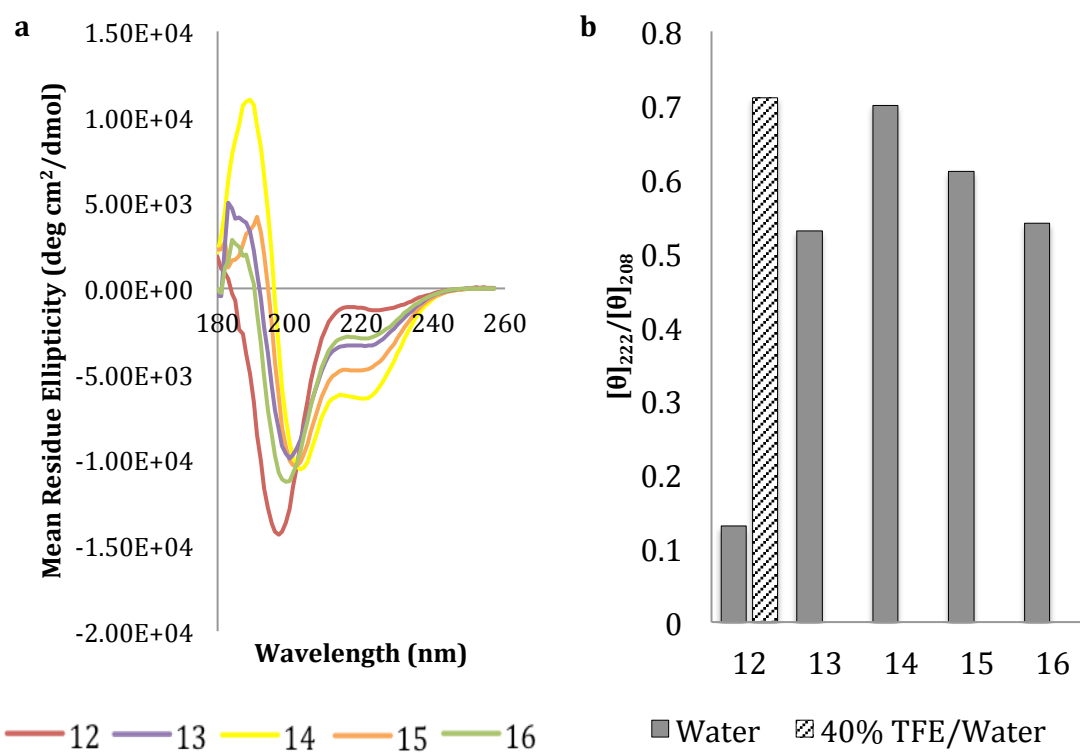 a
1.50E+04
1.00E+04
5.00E+03
0.00E+00
-5.00E+03
-1.00E+04
-1.50E+04
-2.00E+04
180 200 220 240 260
Mean Residue Ellipticity (deg cm²/dmol)
Wavelength (nm)
12 13 14 15 16
b
0.8
0.7
0.6
0.5
0.4
0.3
0.2
0.1
0
[θ]₂₂₂/[θ]₂₀₈
12 13 14 15 16
Water 40% TFE/Water